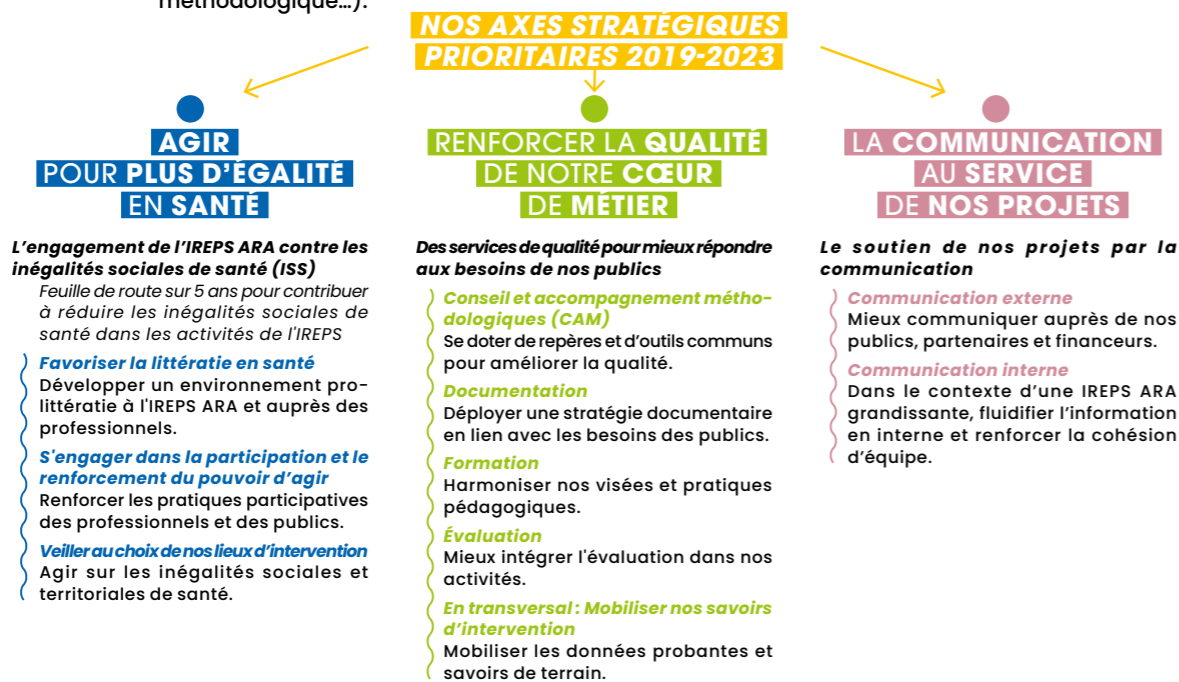 méthodologique…).
NOS AXES STRATÉGIQUES
PRIORITAIRES 2019-2023
AGIR
POUR PLUS D'ÉGALITÉ
EN SANTÉ
L'engagement de l'IREPS ARA contre les
inégalités sociales de santé (ISS)
Feuille de route sur 5 ans pour contribuer
à réduire les inégalités sociales de
santé dans les activités de l'IREPS
Favoriser la littératie en santé
Développer un environnement pro-
littératie à l'IREPS ARA et auprès des
professionnels.
S'engager dans la participation et le
renforcement du pouvoir d'agir
Renforcer les pratiques participatives
des professionnels et des publics.
Veiller au choix de nos lieux d'intervention
Agir sur les inégalités sociales et
territoriales de santé.
RENFORCER LA QUALITÉ
DE NOTRE CŒUR
DE MÉTIER
Des services de qualité pour mieux répondre
aux besoins de nos publics
Conseil et accompagnement métho-
dologiques (CAM)
Se doter de repères et d'outils communs
pour améliorer la qualité.
Documentation
Déployer une stratégie documentaire
en lien avec les besoins des publics.
Formation
Harmoniser nos visées et pratiques
pédagogiques.
Évaluation
Mieux intégrer l'évaluation dans nos
activités.
En transversal : Mobiliser nos savoirs
d'intervention
Mobiliser les données probantes et
savoirs de terrain.
LA COMMUNICATION
AU SERVICE
DE NOS PROJETS
Le soutien de nos projets par la
communication
Communication externe
Mieux communiquer auprès de nos
publics, partenaires et financeurs.
Communication interne
Dans le contexte d'une IREPS ARA
grandissante, fluidifier l'information
en interne et renforcer la cohésion
d'équipe.